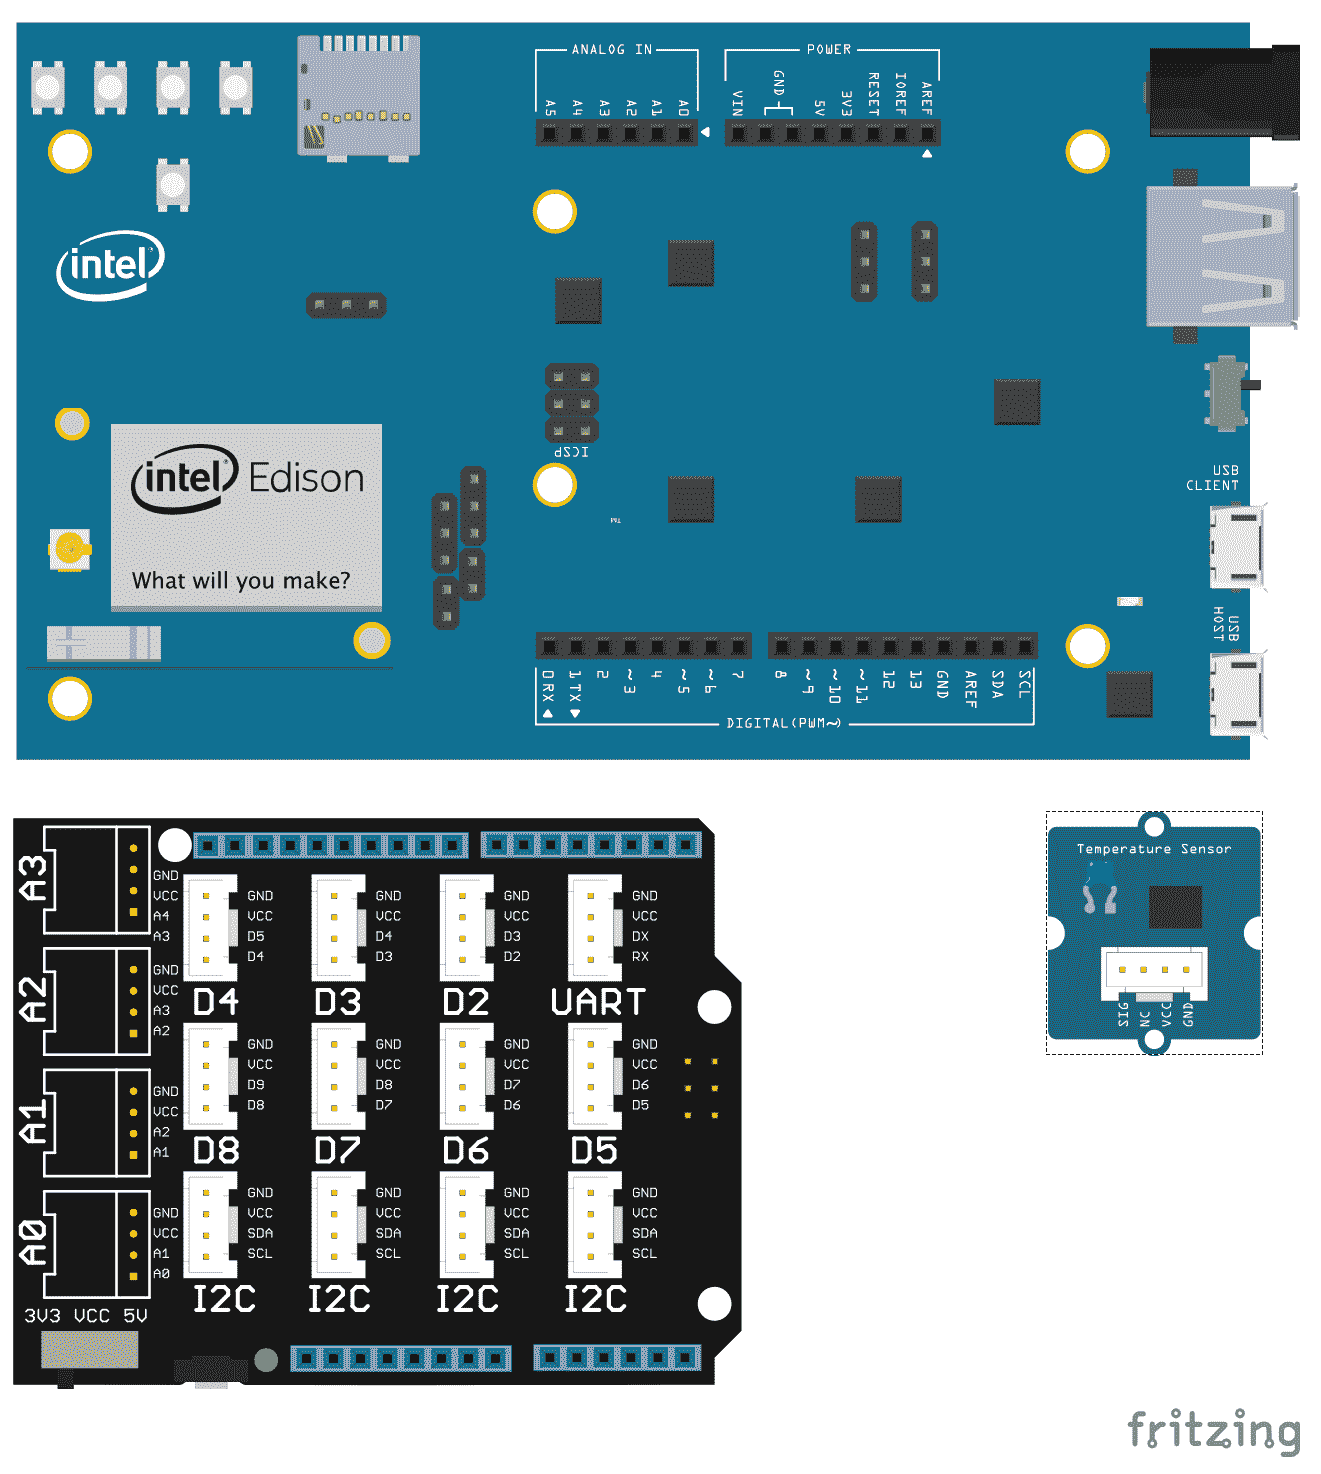 ANALOG IN
POWER
A5 A4 A3 A2 A1 A0
VIN GND 5V 3V3 RESET IOREF AREF
intel
ICSP
TM
intel Edison
What will you make?
USB
CLIENT
USB
HOST
0 RX 1 TX 2 ~3 4 ~5 ~6 7
8 ~9 ~10 ~11 12 13 GND AREF SDA SCL
DIGITAL(PWM~)
A3
GND
VCC
A4
A3
A2
GND
VCC
A3
A2
A1
GND
VCC
A2
A1
A0
GND
VCC
A1
A0
3V3 VCC 5V
GND
VCC
D5
D4
D4
GND
VCC
D4
D3
D3
GND
VCC
D3
D2
D2
GND
VCC
DX
RX
UART
GND
VCC
D9
D8
D8
GND
VCC
D8
D7
D7
GND
VCC
D7
D6
D6
GND
VCC
D6
D5
D5
GND
VCC
SDA
SCL
I2C
GND
VCC
SDA
SCL
I2C
GND
VCC
SDA
SCL
I2C
GND
VCC
SDA
SCL
I2C
Temperature Sensor
SIG NC VCC GND
fritzing